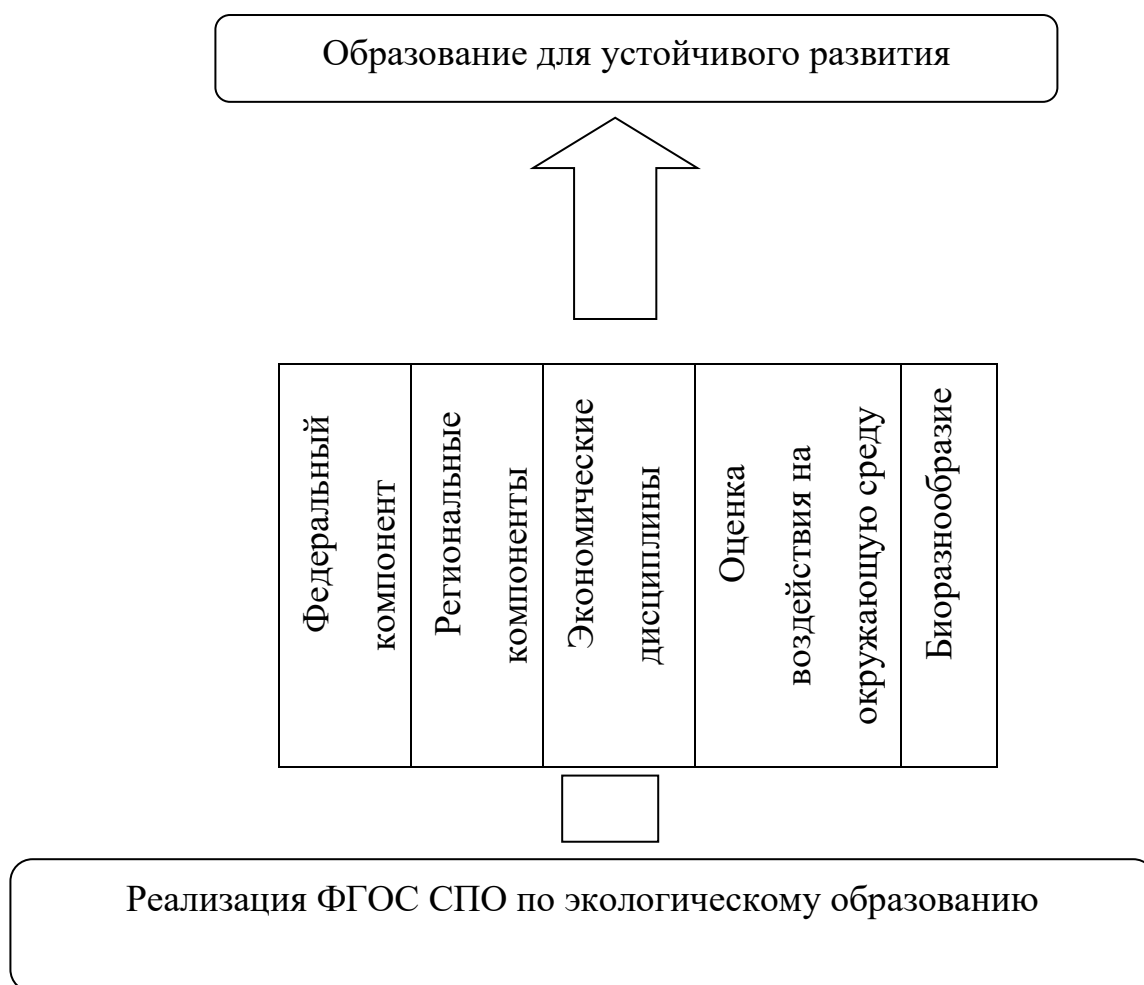 Образование для устойчивого развития
Федеральный
компонент
Региональные
компоненты
Экономические
дисциплины
Оценка
воздействия на
окружающую среду
Биоразнообразие
Реализация ФГОС СПО по экологическому образованию